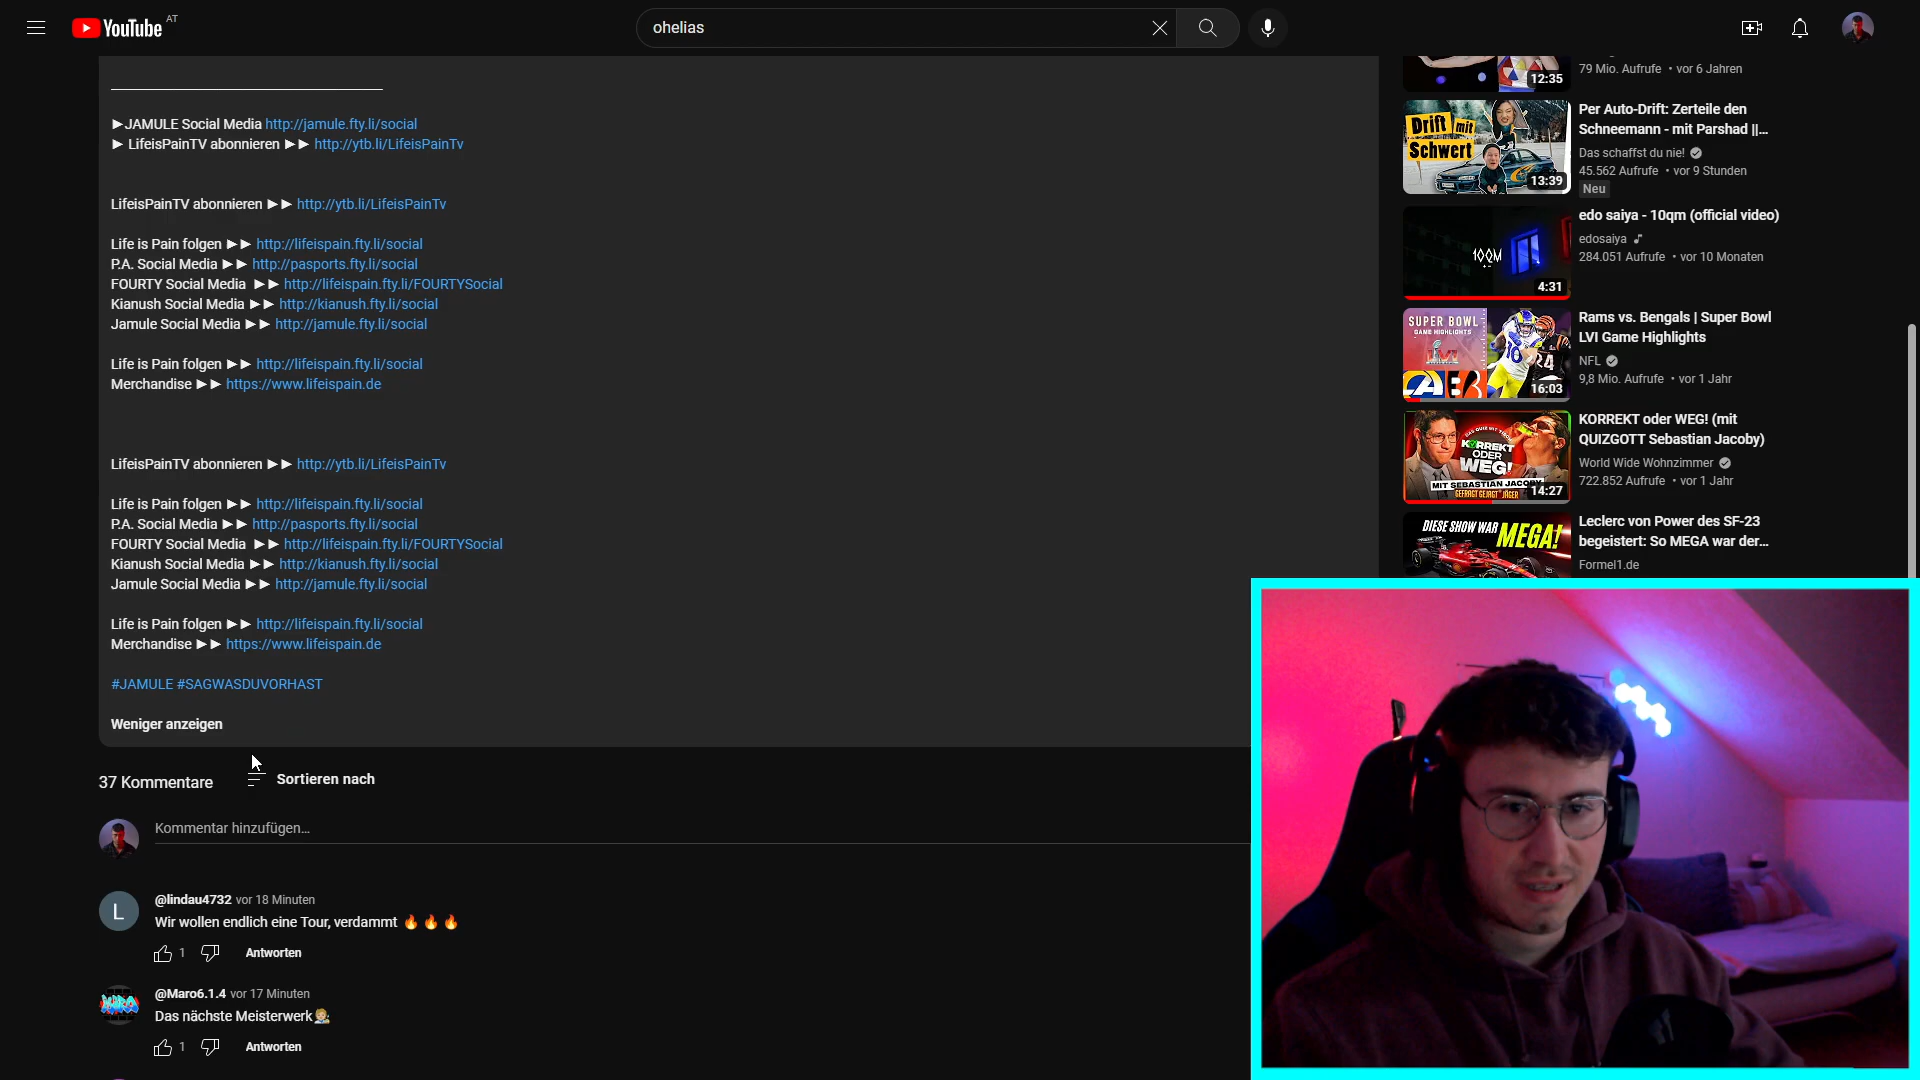 YouTube AT
ohelias
►JAMULE Social Media http://jamule.fty.li/social
► LifeisPainTV abonnieren ►► http://ytb.li/LifeisPainTv
LifeisPainTV abonnieren ►► http://ytb.li/LifeisPainTv
Life is Pain folgen ►► http://lifeispain.fty.li/social
P.A. Social Media ►► http://pasports.fty.li/social
FOURTY Social Media ►► http://lifeispain.fty.li/FOURTYSocial
Kianush Social Media ►► http://kianush.fty.li/social
Jamule Social Media ►► http://jamule.fty.li/social
Life is Pain folgen ►► http://lifeispain.fty.li/social
Merchandise ►► https://www.lifeispain.de
LifeisPainTV abonnieren ►► http://ytb.li/LifeisPainTv
Life is Pain folgen ►► http://lifeispain.fty.li/social
P.A. Social Media ►► http://pasports.fty.li/social
FOURTY Social Media ►► http://lifeispain.fty.li/FOURTYSocial
Kianush Social Media ►► http://kianush.fty.li/social
Jamule Social Media ►► http://jamule.fty.li/social
Life is Pain folgen ►► http://lifeispain.fty.li/social
Merchandise ►► https://www.lifeispain.de
#JAMULE #SAGWASDUVORHAST
Weniger anzeigen
37 Kommentare
Sortieren nach
Kommentar hinzufügen...
L
@lindau4732 vor 18 Minuten
Wir wollen endlich eine Tour, verdammt 🔥🔥🔥
1 Antworten
@Maro6.1.4 vor 17 Minuten
Das nächste Meisterwerk
1 Antworten
12:35
79 Mio. Aufrufe • vor 6 Jahren
Drift mit
Schwert
13:39
Per Auto-Drift: Zerteile den
Schneemann - mit Parshad ||...
Das schaffst du nie!
45.562 Aufrufe • vor 9 Stunden
Neu
10QM
4:31
edo saiya - 10qm (official video)
edosaiya
284.051 Aufrufe • vor 10 Monaten
SUPER BOWL
GAME HIGHLIGHTS
LVI
16:03
Rams vs. Bengals | Super Bowl
LVI Game Highlights
NFL
9,8 Mio. Aufrufe • vor 1 Jahr
KORREKT
ODER
WEG!
MIT SEBASTIAN JACOBY
GEFRAGT GEJAGT" JÄGER
14:27
KORREKT oder WEG! (mit
QUIZGOTT Sebastian Jacoby)
World Wide Wohnzimmer
722.852 Aufrufe • vor 1 Jahr
DIESE SHOW WAR
MEGA!
Leclerc von Power des SF-23
begeistert: So MEGA war der...
Formel1.de